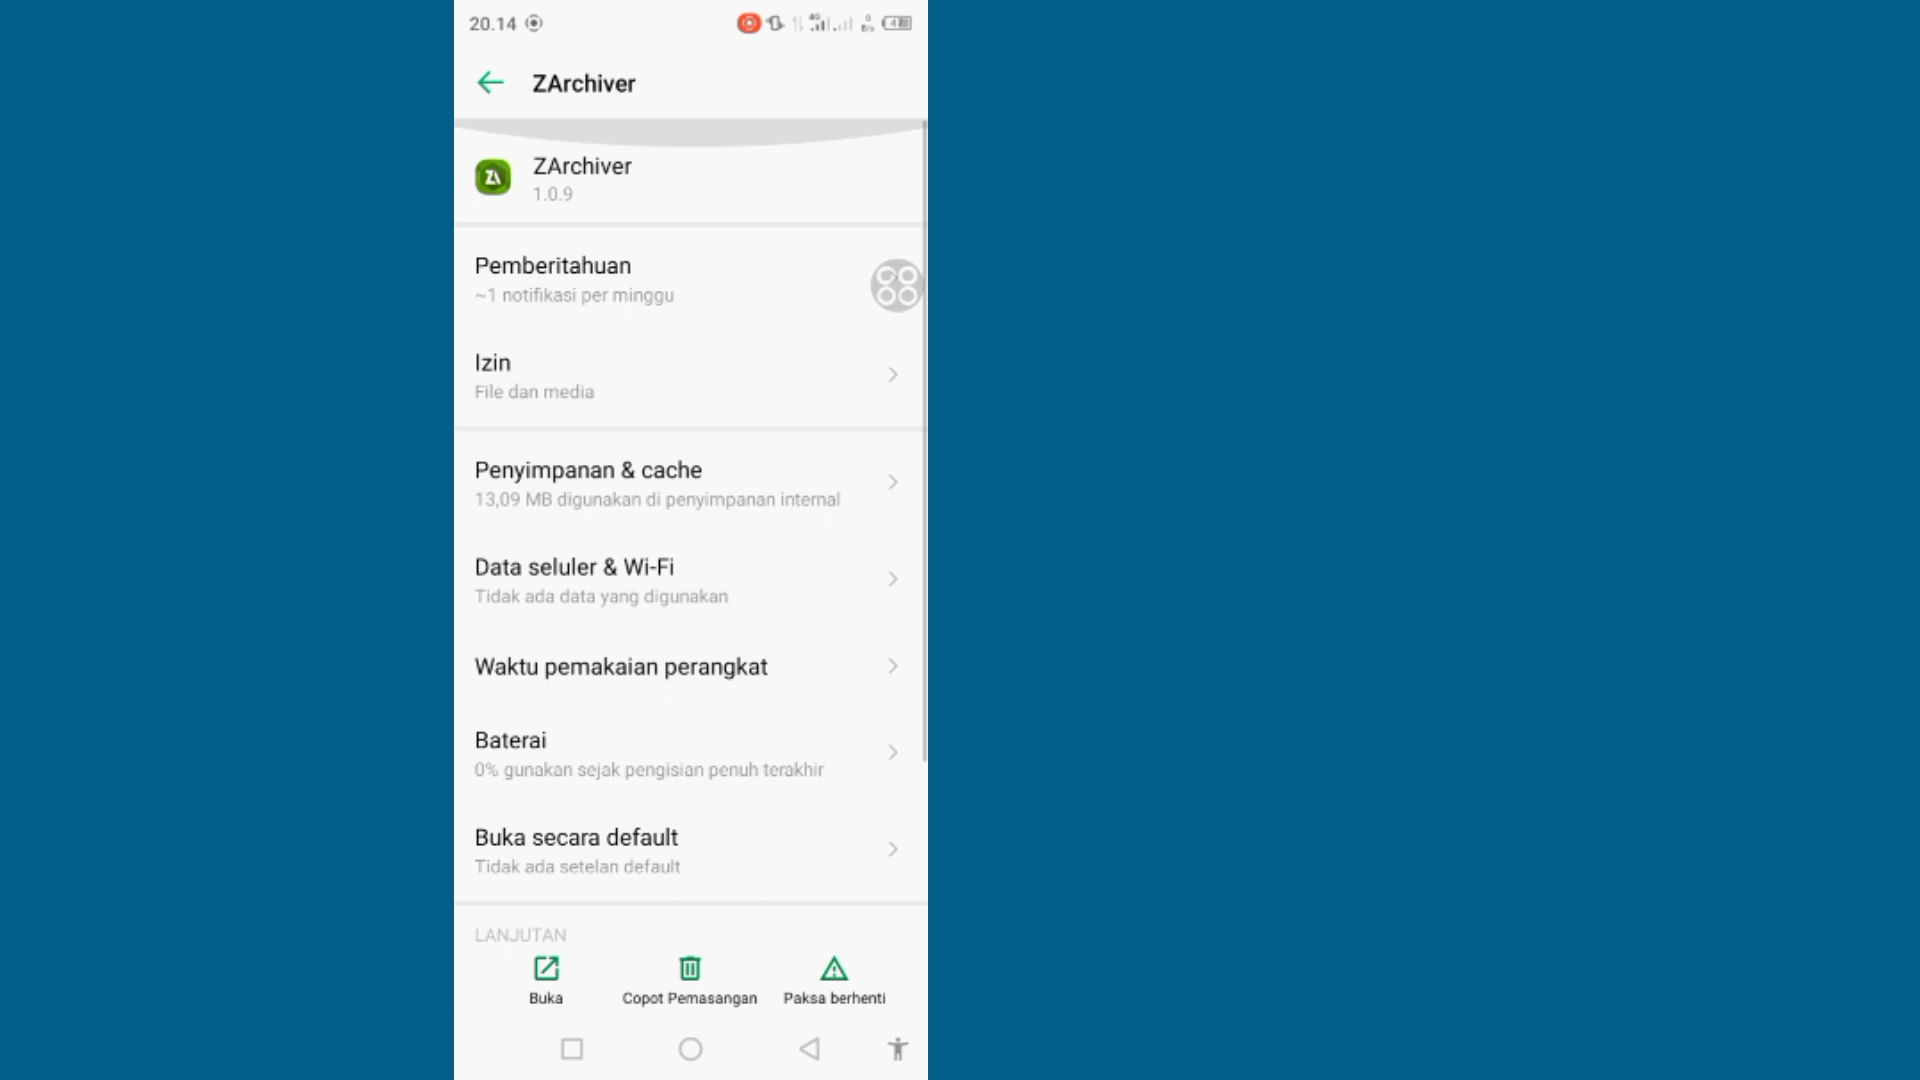 20.14
ZArchiver
ZArchiver
1.0.9
Pemberitahuan
~1 notifikasi per minggu
Izin
File dan media
Penyimpanan & cache
13,09 MB digunakan di penyimpanan internal
Data seluler & Wi-Fi
Tidak ada data yang digunakan
Waktu pemakaian perangkat
Baterai
0% gunakan sejak pengisian penuh terakhir
Buka secara default
Tidak ada setelan default
LANJUTAN
Buka
Copot Pemasangan
Paksa berhenti